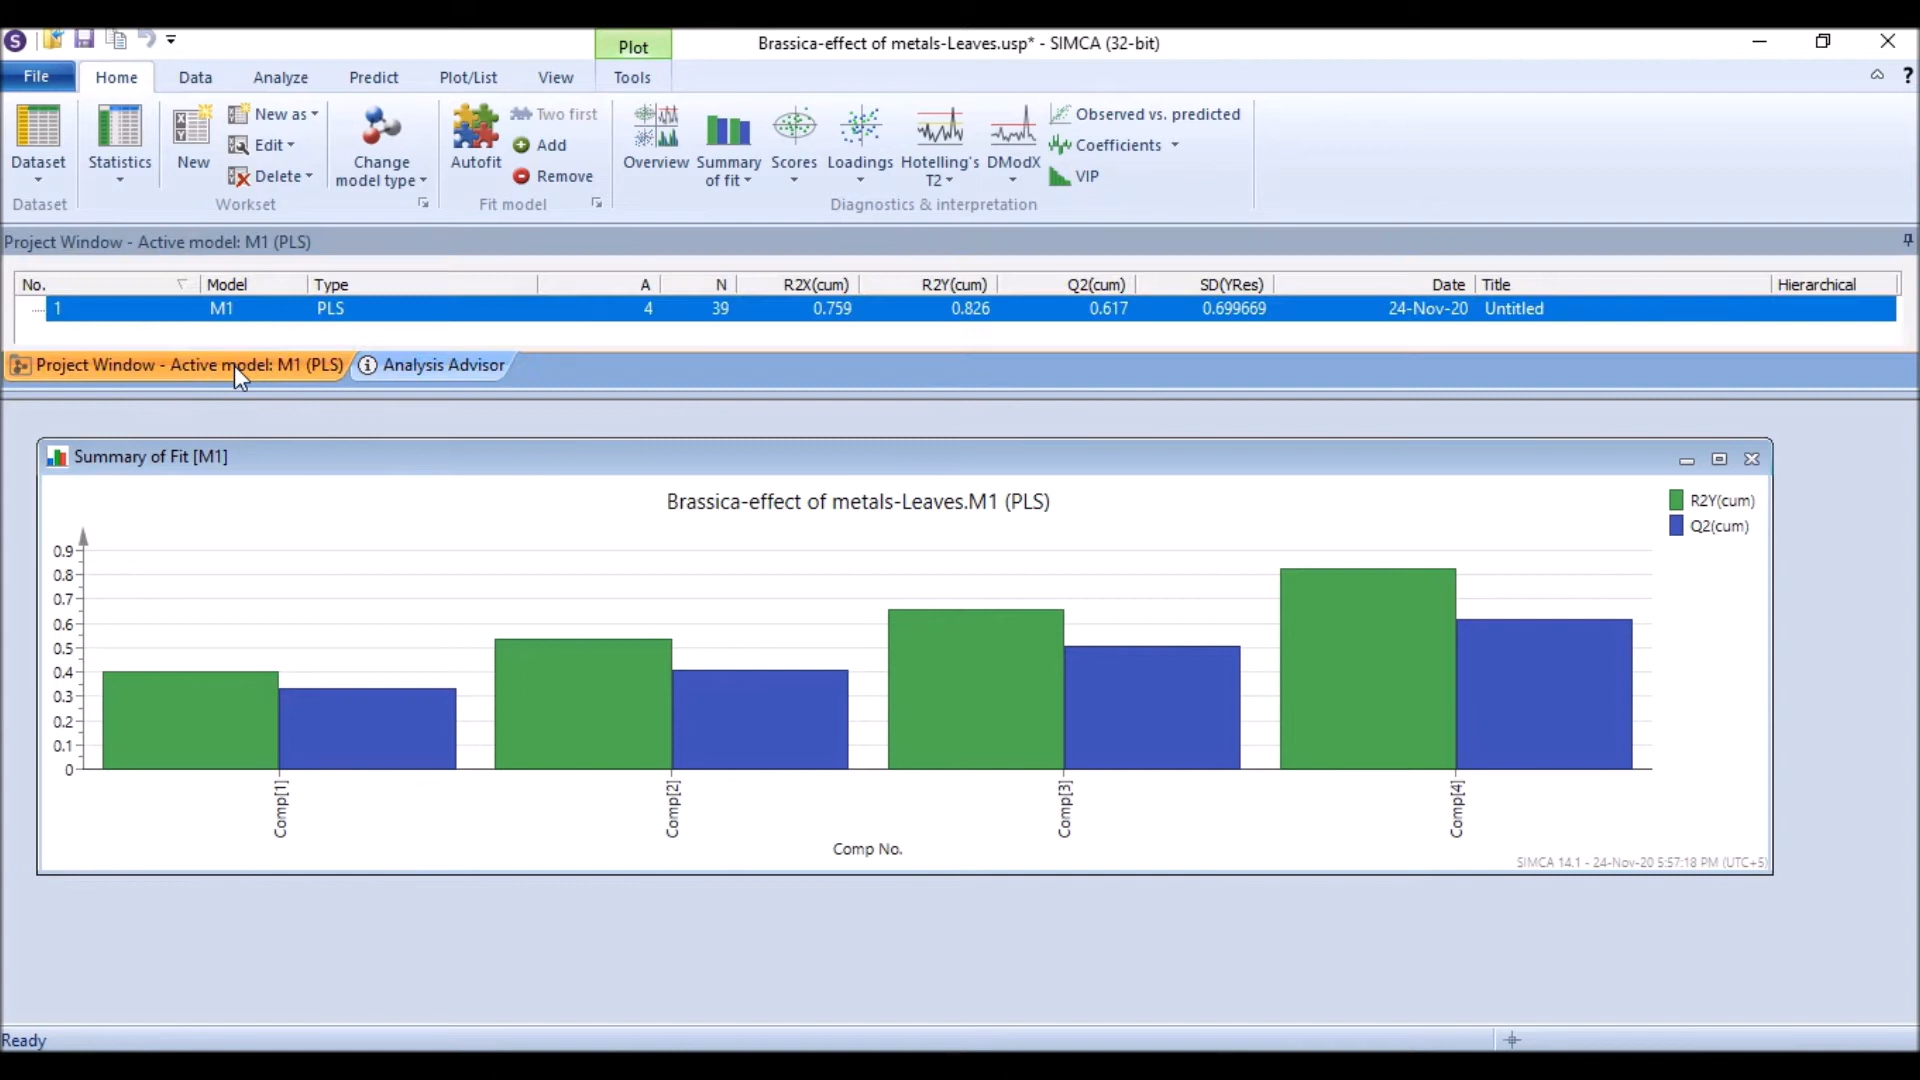 S
Plot
Brassica-effect of metals-Leaves.usp* - SIMCA (32-bit)
File Home Data Analyze Predict Plot/List View Tools ?
Dataset
Statistics
New
New as
Edit
Delete
Change
model type
Autofit
Two first
Add
Remove
Overview
Summary
of fit
Scores
Loadings
Hotelling's
T2
DModX
Observed vs. predicted
Coefficients
VIP
Dataset Workset Fit model Diagnostics & interpretation
Project Window - Active model: M1 (PLS)
No. Model Type A N R2X(cum) R2Y(cum) Q2(cum) SD(YRes) Date Title Hierarchical
1 M1 PLS 4 39 0.759 0.826 0.617 0.699669 24-Nov-20 Untitled
Project Window - Active model: M1 (PLS) Analysis Advisor
Summary of Fit [M1]
Brassica-effect of metals-Leaves.M1 (PLS)
R2Y(cum)
Q2(cum)
0.9
0.8
0.7
0.6
0.5
0.4
0.3
0.2
0.1
0
Comp[1] Comp[2] Comp[3] Comp[4]
Comp No.
SIMCA 14.1 - 24-Nov-20 5:57:18 PM (UTC+5)
Ready